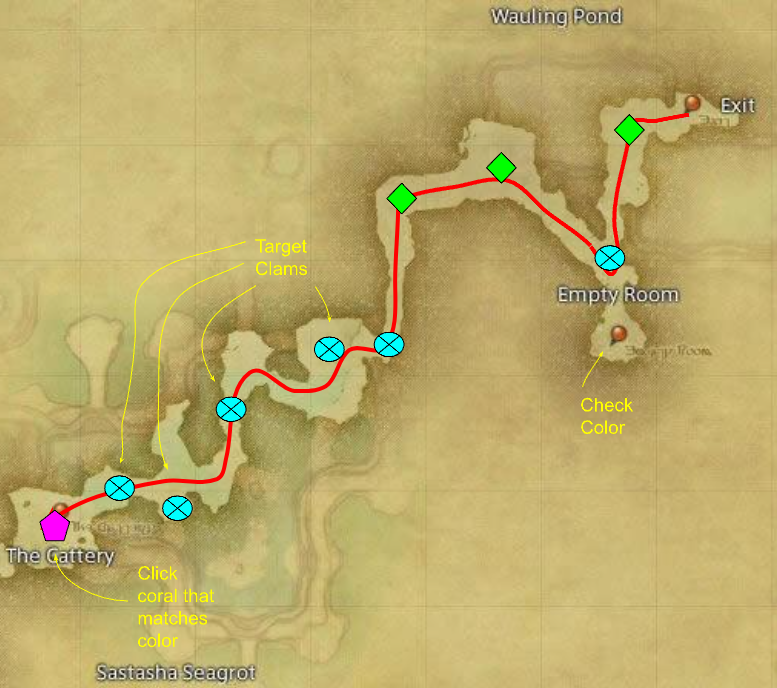 Wauling Pond
Exit
Target
Clams
Empty Room
Check
Color
The Cattery
Click
coral that
matches
color
Sastasha Seagrot